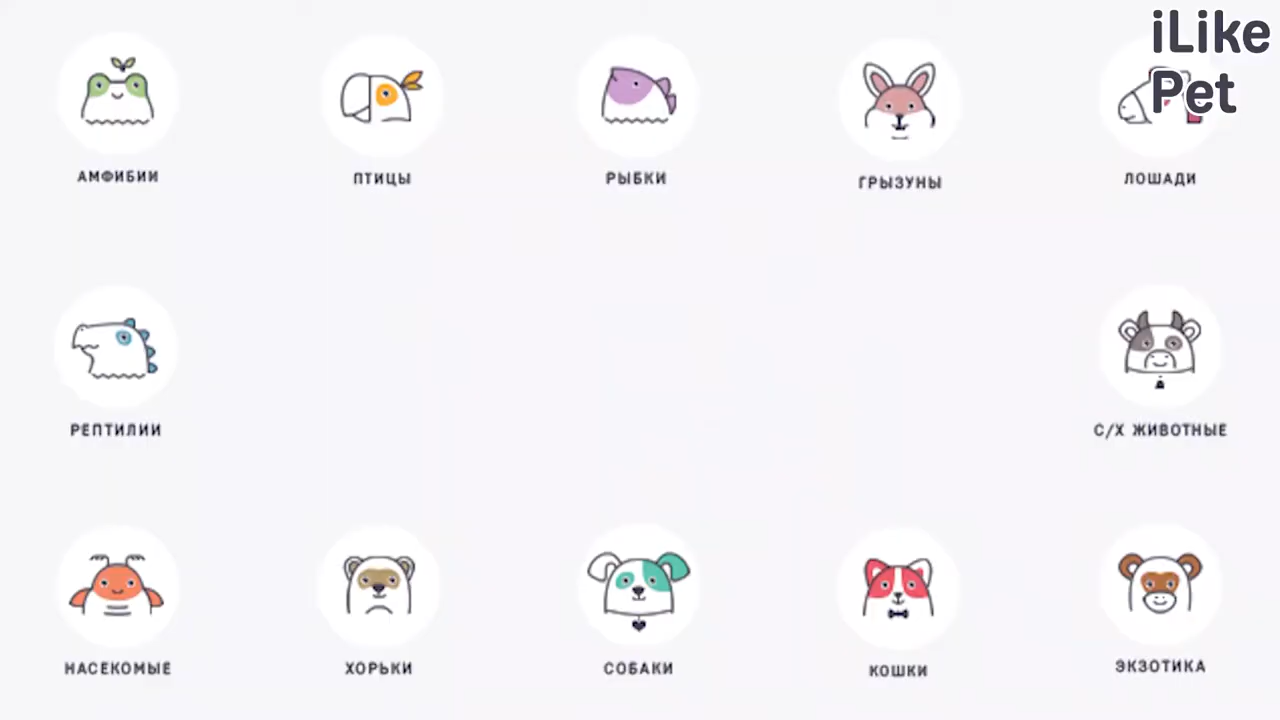 iLike
Pet
АМФИБИИ
ПТИЦЫ
РЫБКИ
ГРЫЗУНЫ
ЛОШАДИ
РЕПТИЛИИ
С/Х ЖИВОТНЫЕ
НАСЕКОМЫЕ
ХОРЬКИ
СОБАКИ
КОШКИ
ЭКЗОТИКА